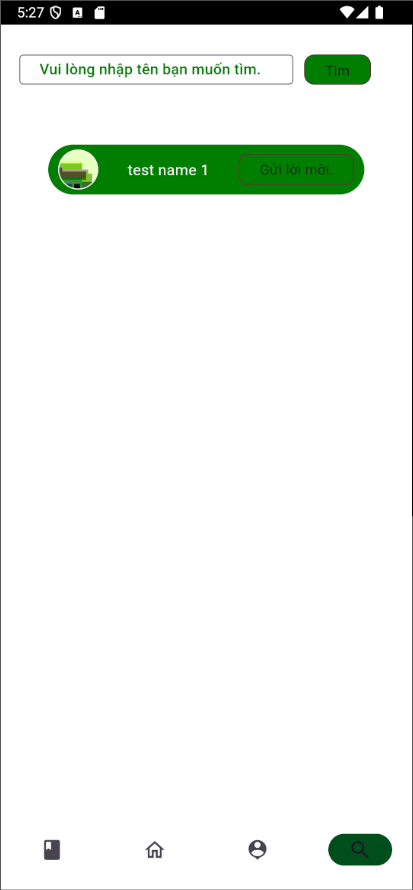 5:27
Vui lòng nhập tên bạn muốn tìm.
Tìm
test name 1
Gửi lời mời.